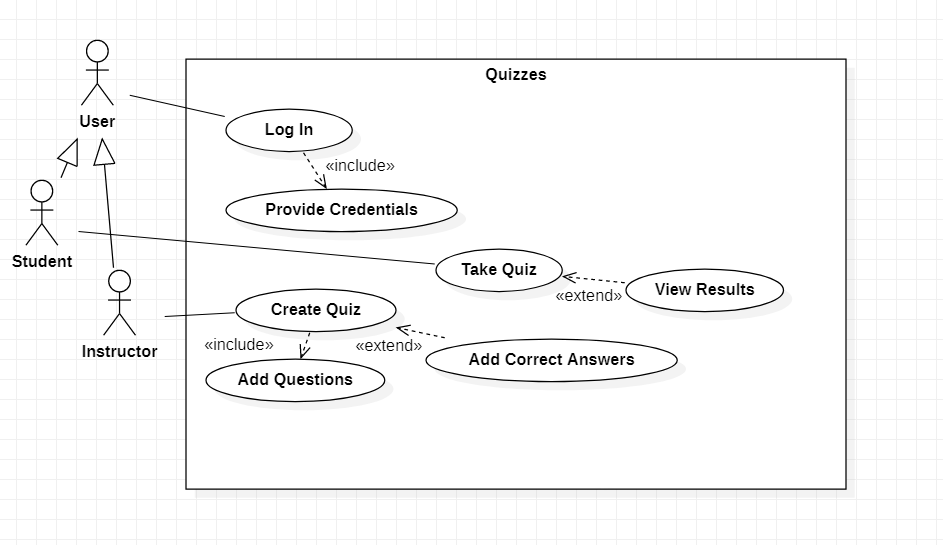 Quizzes
User
Log In
«include»
Provide Credentials
Student
Take Quiz
View Results
«extend»
Create Quiz
Instructor
«include»
«extend»
Add Correct Answers
Add Questions